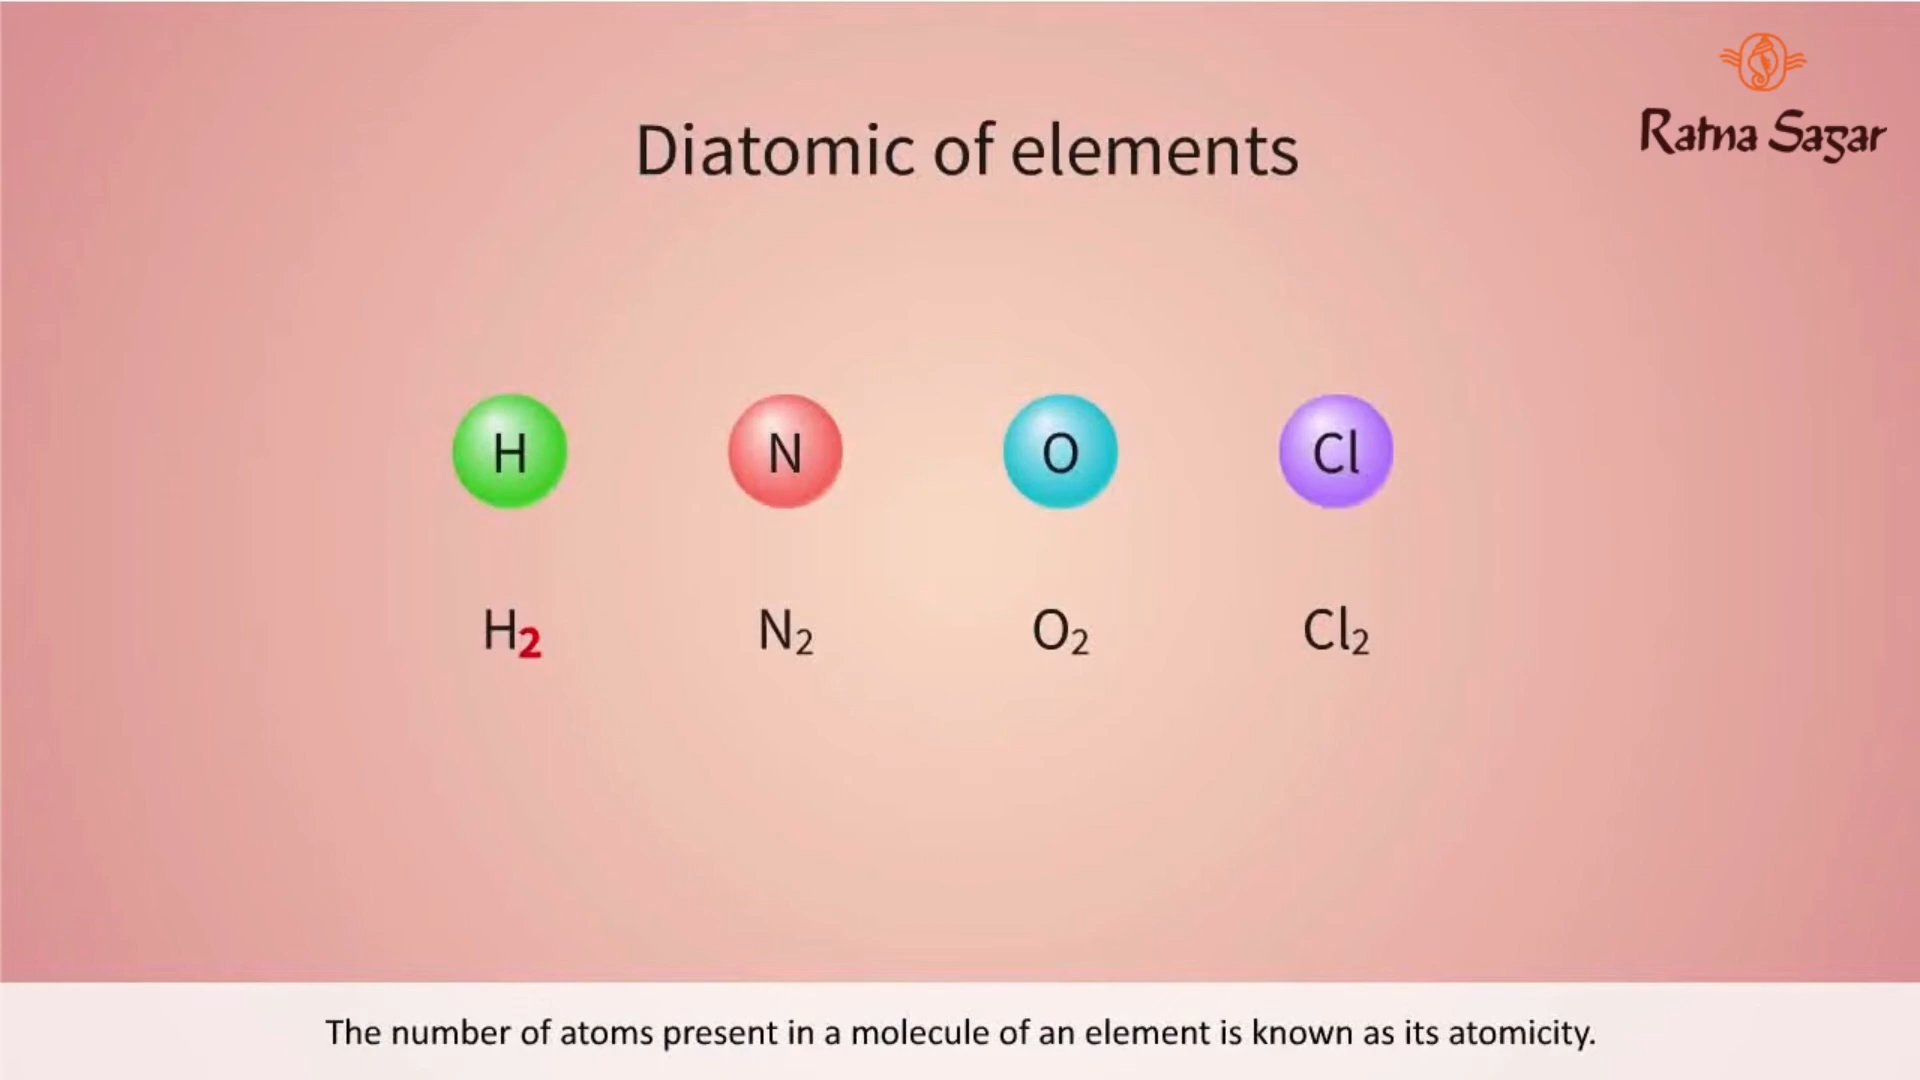 Ratna Sagar
Diatomic of elements
H N O Cl
H₂ N₂ O₂ Cl₂
The number of atoms present in a molecule of an element is known as its atomicity.